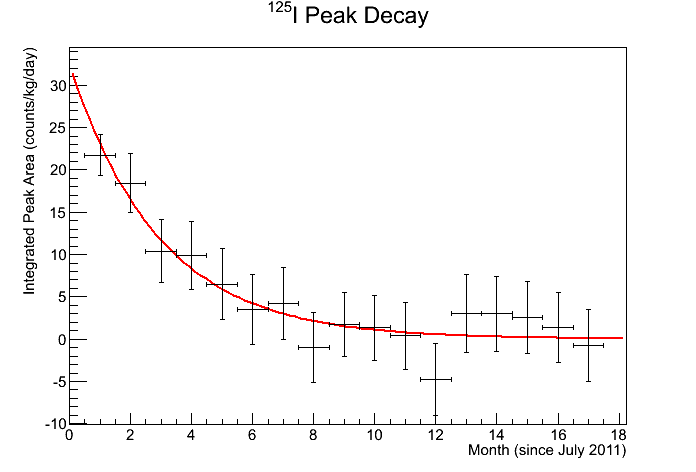 ¹²⁵I Peak Decay
Integrated Peak Area (counts/kg/day)
30
25
20
15
10
5
0
-5
-10
0 2 4 6 8 10 12 14 16 18
Month (since July 2011)